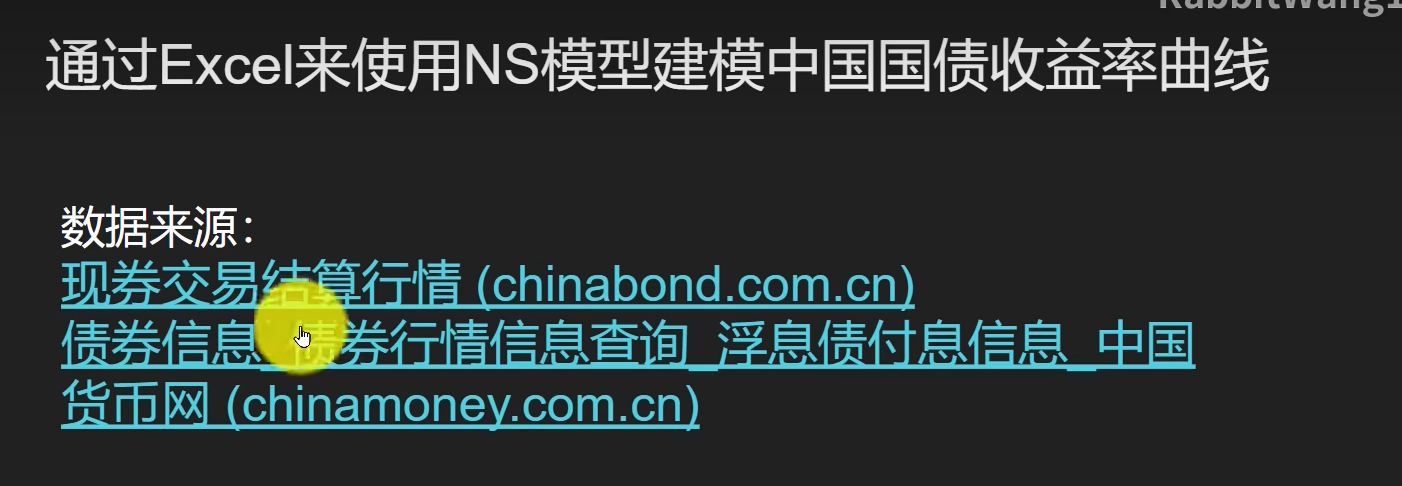 RabbitWang1
通过Excel来使用NS模型建模中国国债收益率曲线
数据来源：
现券交易结算行情 (chinabond.com.cn)
债券信息_债券行情信息查询_浮息债付息信息_中国
货币网 (chinamoney.com.cn)